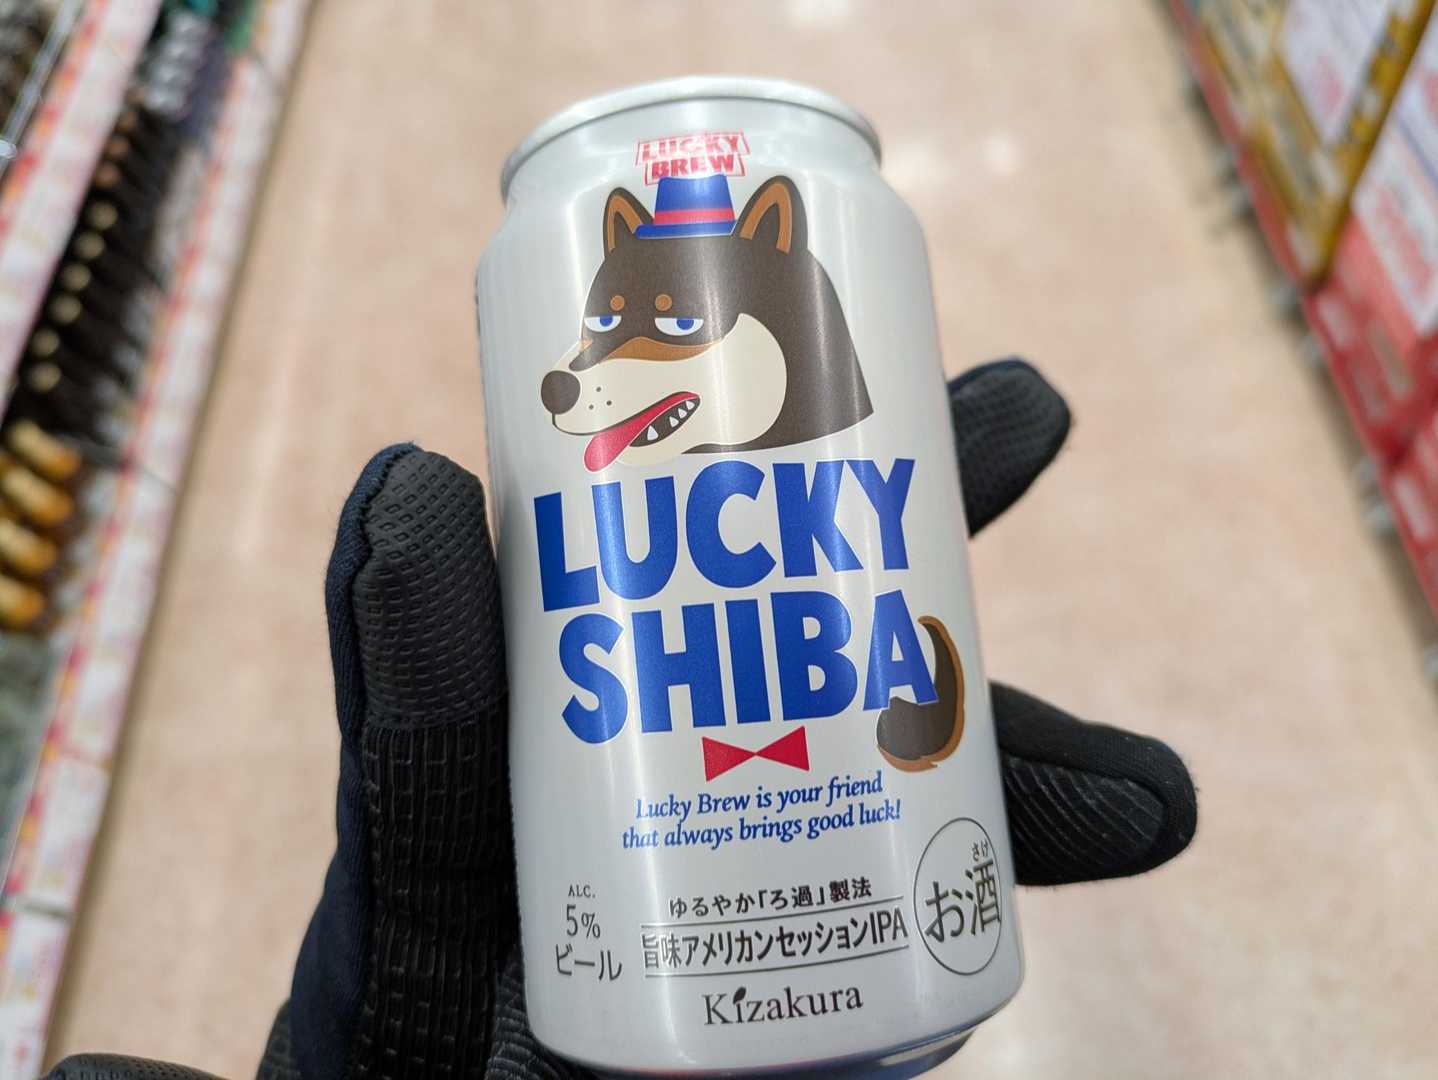 LUCKY
BREW
LUCKY
SHIBA
Lucky Brew is your friend
that always brings good luck!
ALC.
5%
ビール
ゆるやか「ろ過」製法
旨味アメリカンセッションIPA
さけ
お酒
Kizakura